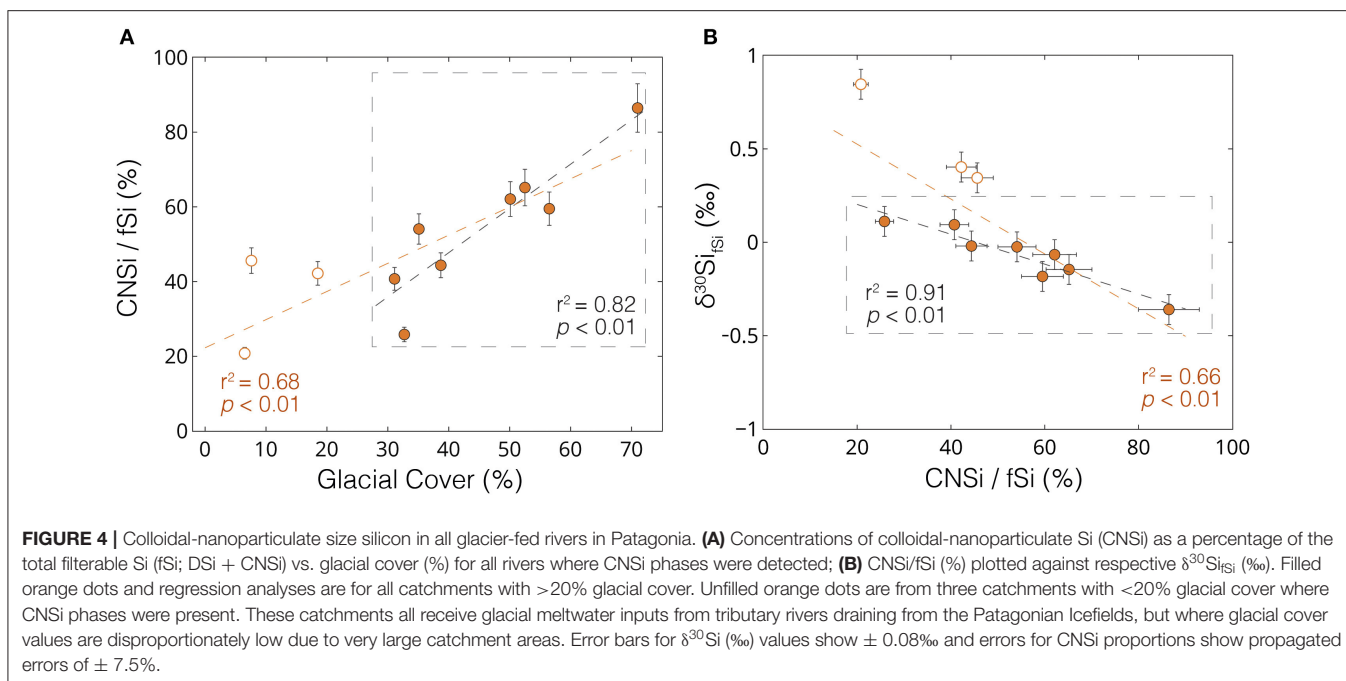 A
B
100
80
60
40
20
0
CNSi / fSi (%)
0 10 20 30 40 50 60 70
Glacial Cover (%)
r² = 0.82
p < 0.01
r² = 0.68
p < 0.01
1
0.5
0
−0.5
−1
δ³⁰Si_fSi (‰)
0 20 40 60 80 100
CNSi / fSi (%)
r² = 0.91
p < 0.01
r² = 0.66
p < 0.01
FIGURE 4 | Colloidal-nanoparticulate size silicon in all glacier-fed rivers in Patagonia. (A) Concentrations of colloidal-nanoparticulate Si (CNSi) as a percentage of the
total filterable Si (fSi; DSi + CNSi) vs. glacial cover (%) for all rivers where CNSi phases were detected; (B) CNSi/fSi (%) plotted against respective δ³⁰Si_fSi (‰). Filled
orange dots and regression analyses are for all catchments with >20% glacial cover. Unfilled orange dots are from three catchments with <20% glacial cover where
CNSi phases were present. These catchments all receive glacial meltwater inputs from tributary rivers draining from the Patagonian Icefields, but where glacial cover
values are disproportionately low due to very large catchment areas. Error bars for δ³⁰Si (‰) values show ± 0.08‰ and errors for CNSi proportions show propagated
errors of ± 7.5%.